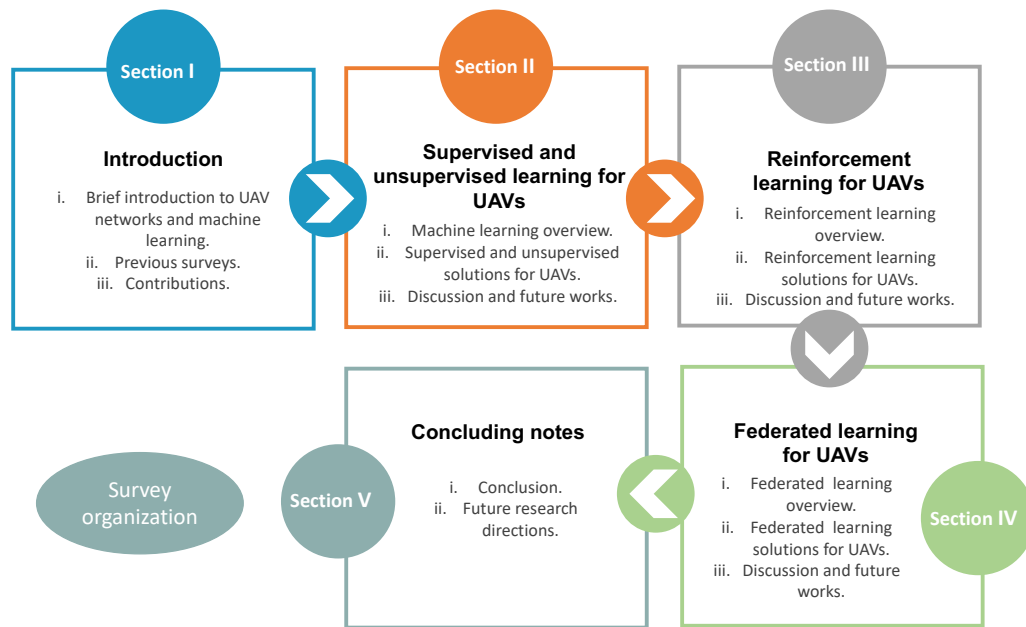 Section I
Introduction
i. Brief introduction to UAV
networks and machine
learning.
ii. Previous surveys.
iii. Contributions.
Section II
Supervised and
unsupervised learning for
UAVs
i. Machine learning overview.
ii. Supervised and unsupervised
solutions for UAVs.
iii. Discussion and future works.
Section III
Reinforcement
learning for UAVs
i. Reinforcement learning
overview.
ii. Reinforcement learning
solutions for UAVs.
iii. Discussion and future works.
Section IV
Federated learning
for UAVs
i. Federated learning
overview.
ii. Federated learning
solutions for UAVs.
iii. Discussion and future
works.
Section V
Concluding notes
i. Conclusion.
ii. Future research
directions.
Survey
organization